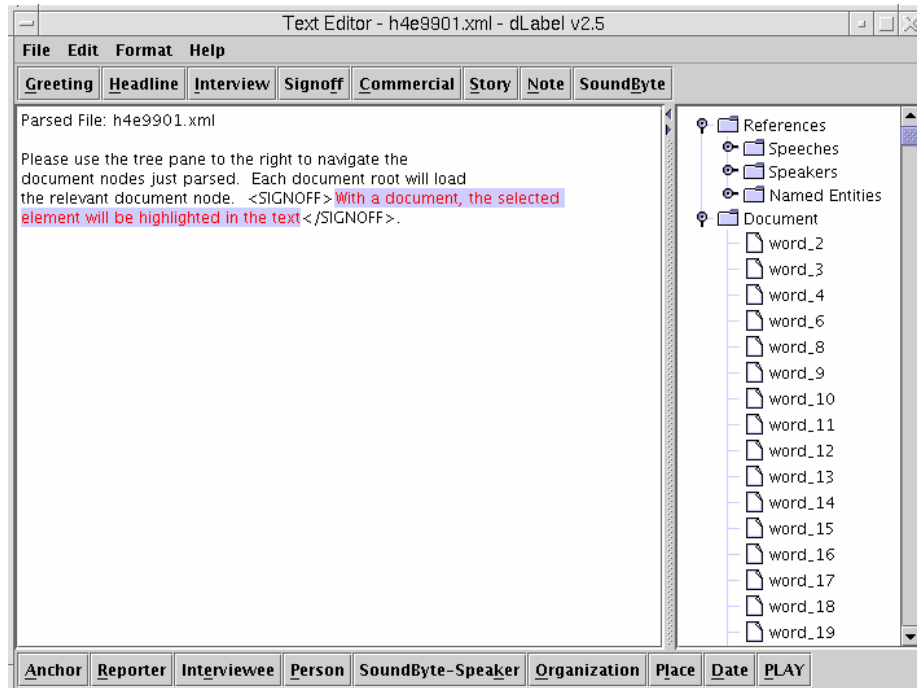 Text Editor - h4e9901.xml - dLabel v2.5
File Edit Format Help
Greeting Headline Interview Signoff Commercial Story Note SoundByte
Parsed File: h4e9901.xml
Please use the tree pane to the right to navigate the
document nodes just parsed. Each document root will load
the relevant document node. <SIGNOFF>With a document, the selected
element will be highlighted in the text</SIGNOFF>.
References
Speeches
Speakers
Named Entities
Document
word_2
word_3
word_4
word_6
word_8
word_9
word_10
word_11
word_12
word_13
word_14
word_15
word_16
word_17
word_18
word_19
Anchor Reporter Interviewee Person SoundByte-Speaker Organization Place Date PLAY